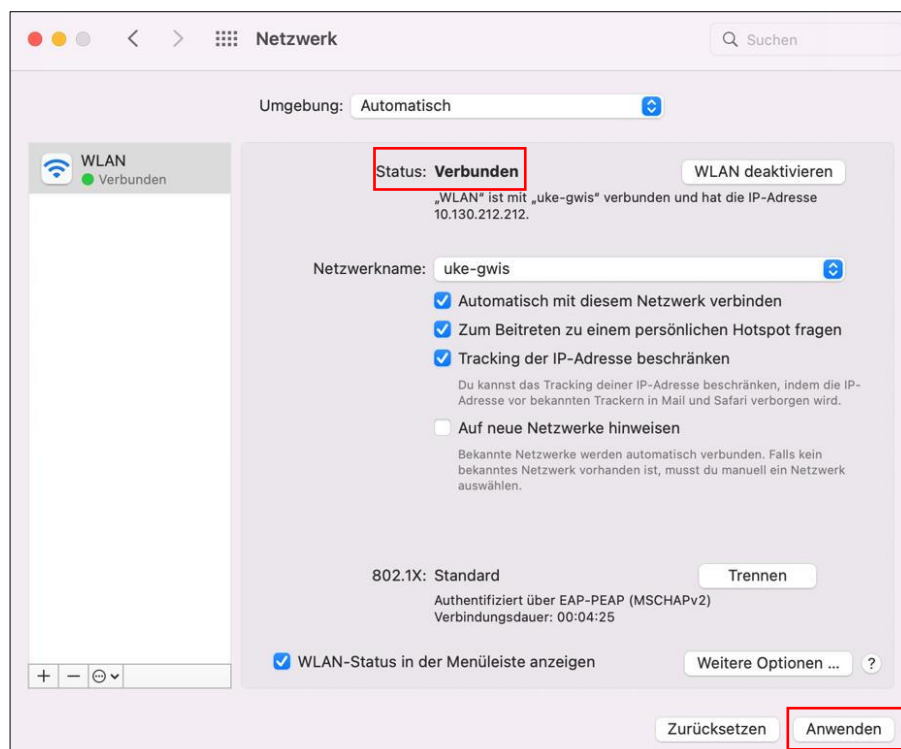 Netzwerk
Suchen
Umgebung: Automatisch
WLAN
Verbunden
Status: Verbunden
WLAN deaktivieren
„WLAN“ ist mit „uke-gwis“ verbunden und hat die IP-Adresse
10.130.212.212.
Netzwerkname: uke-gwis
Automatisch mit diesem Netzwerk verbinden
Zum Beitreten zu einem persönlichen Hotspot fragen
Tracking der IP-Adresse beschränken
Du kannst das Tracking deiner IP-Adresse beschränken, indem die IP-
Adresse vor bekannten Trackern in Mail und Safari verborgen wird.
Auf neue Netzwerke hinweisen
Bekannte Netzwerke werden automatisch verbunden. Falls kein
bekanntes Netzwerk vorhanden ist, musst du manuell ein Netzwerk
auswählen.
802.1X: Standard
Trennen
Authentifiziert über EAP-PEAP (MSCHAPv2)
Verbindungsdauer: 00:04:25
WLAN-Status in der Menüleiste anzeigen
Weitere Optionen ... ?
Zurücksetzen
Anwenden